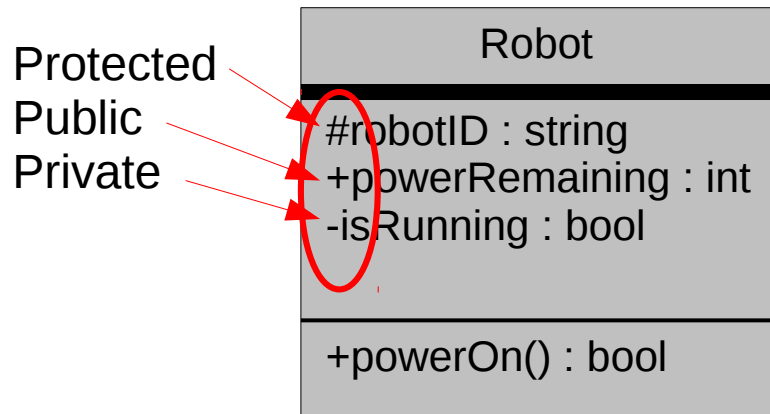 Robot
Protected
Public
Private
#robotID : string
+powerRemaining : int
-isRunning : bool
+powerOn() : bool